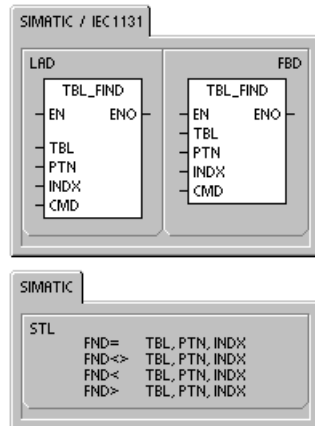 SIMATIC / IEC1131
LAD
TBL_FIND
EN ENO
TBL
PTN
INDX
CMD
FBD
TBL_FIND
EN ENO
TBL
PTN
INDX
CMD
SIMATIC
STL
FND= TBL, PTN, INDX
FND<> TBL, PTN, INDX
FND< TBL, PTN, INDX
FND> TBL, PTN, INDX